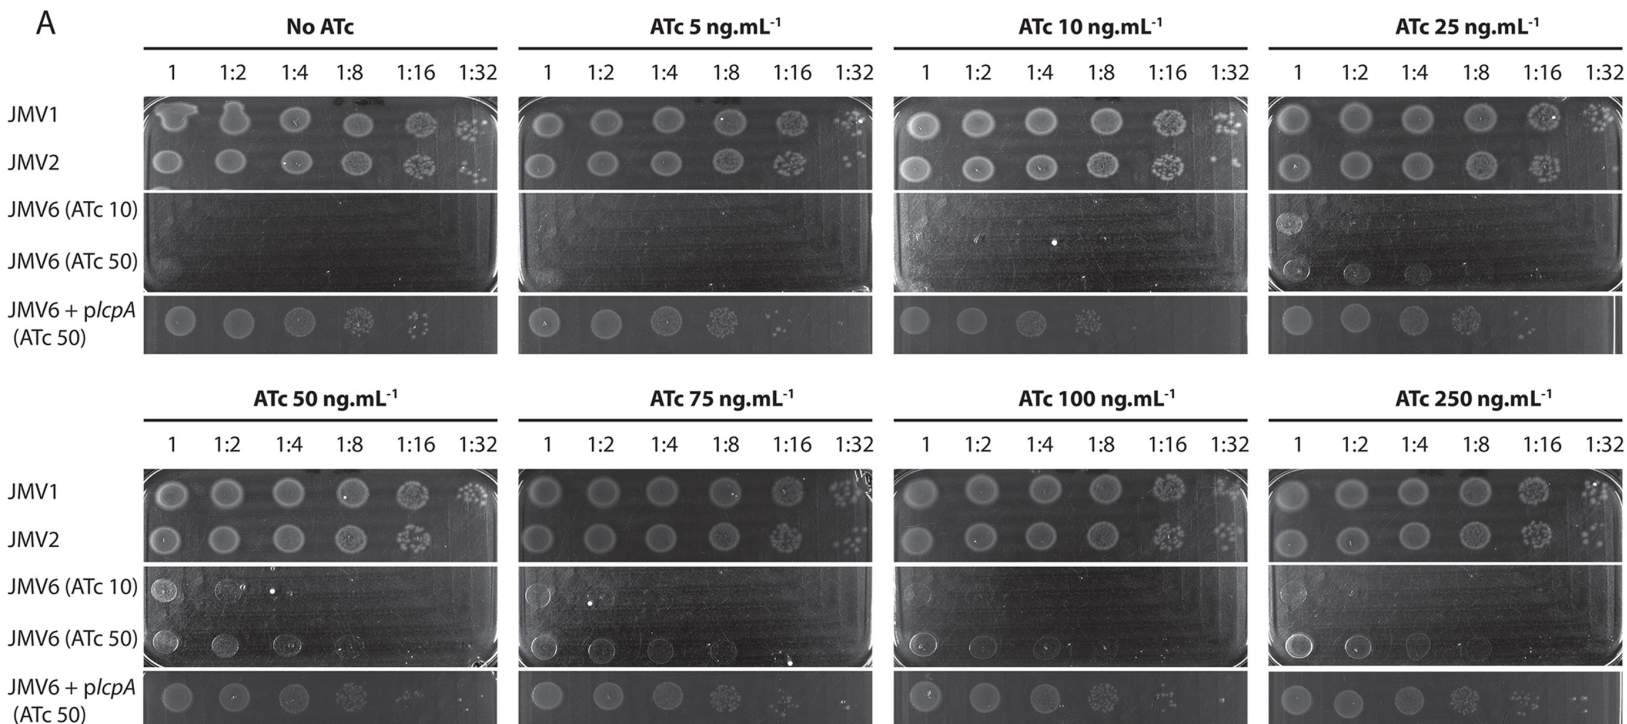 A
No ATc ATc 5 ng.mL-1 ATc 10 ng.mL-1 ATc 25 ng.mL-1
1 1:2 1:4 1:8 1:16 1:32 1 1:2 1:4 1:8 1:16 1:32 1 1:2 1:4 1:8 1:16 1:32 1 1:2 1:4 1:8 1:16 1:32
JMV1
JMV2
JMV6 (ATc 10)
JMV6 (ATc 50)
JMV6 + plcpA
(ATc 50)
ATc 50 ng.mL-1 ATc 75 ng.mL-1 ATc 100 ng.mL-1 ATc 250 ng.mL-1
1 1:2 1:4 1:8 1:16 1:32 1 1:2 1:4 1:8 1:16 1:32 1 1:2 1:4 1:8 1:16 1:32 1 1:2 1:4 1:8 1:16 1:32
JMV1
JMV2
JMV6 (ATc 10)
JMV6 (ATc 50)
JMV6 + plcpA
(ATc 50)